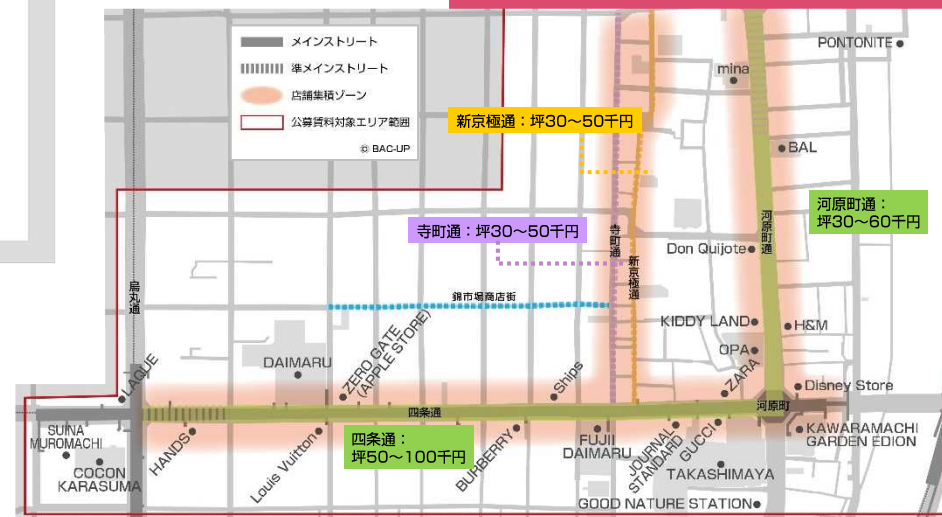 メインストリート
準メインストリート
店舗集積ゾーン
公募賃料対象エリア範囲
© BAC-UP
PONTONITE
mina
新京極通：坪30〜50千円
BAL
河原町通：
坪30〜60千円
河原町通
寺町通：坪30〜50千円
寺町通
新京極通
Don Quijote
烏丸通
錦市場商店街
KIDDY LAND
H&M
OPA
DAIMARU
ZERO GATE
(APPLE STORE)
LAQUE
Ships
ZARA
Disney Store
四条通
河原町
SUINA
MUROMACHI
COCON
KARASUMA
HANDS
Louis Vuitton
四条通：
坪50〜100千円
BURBERRY
FUJII
DAIMARU
JOURNAL
STANDARD
GUCCI
TAKASHIMAYA
KAWARAMACHI
GARDEN EDION
GOOD NATURE STATION